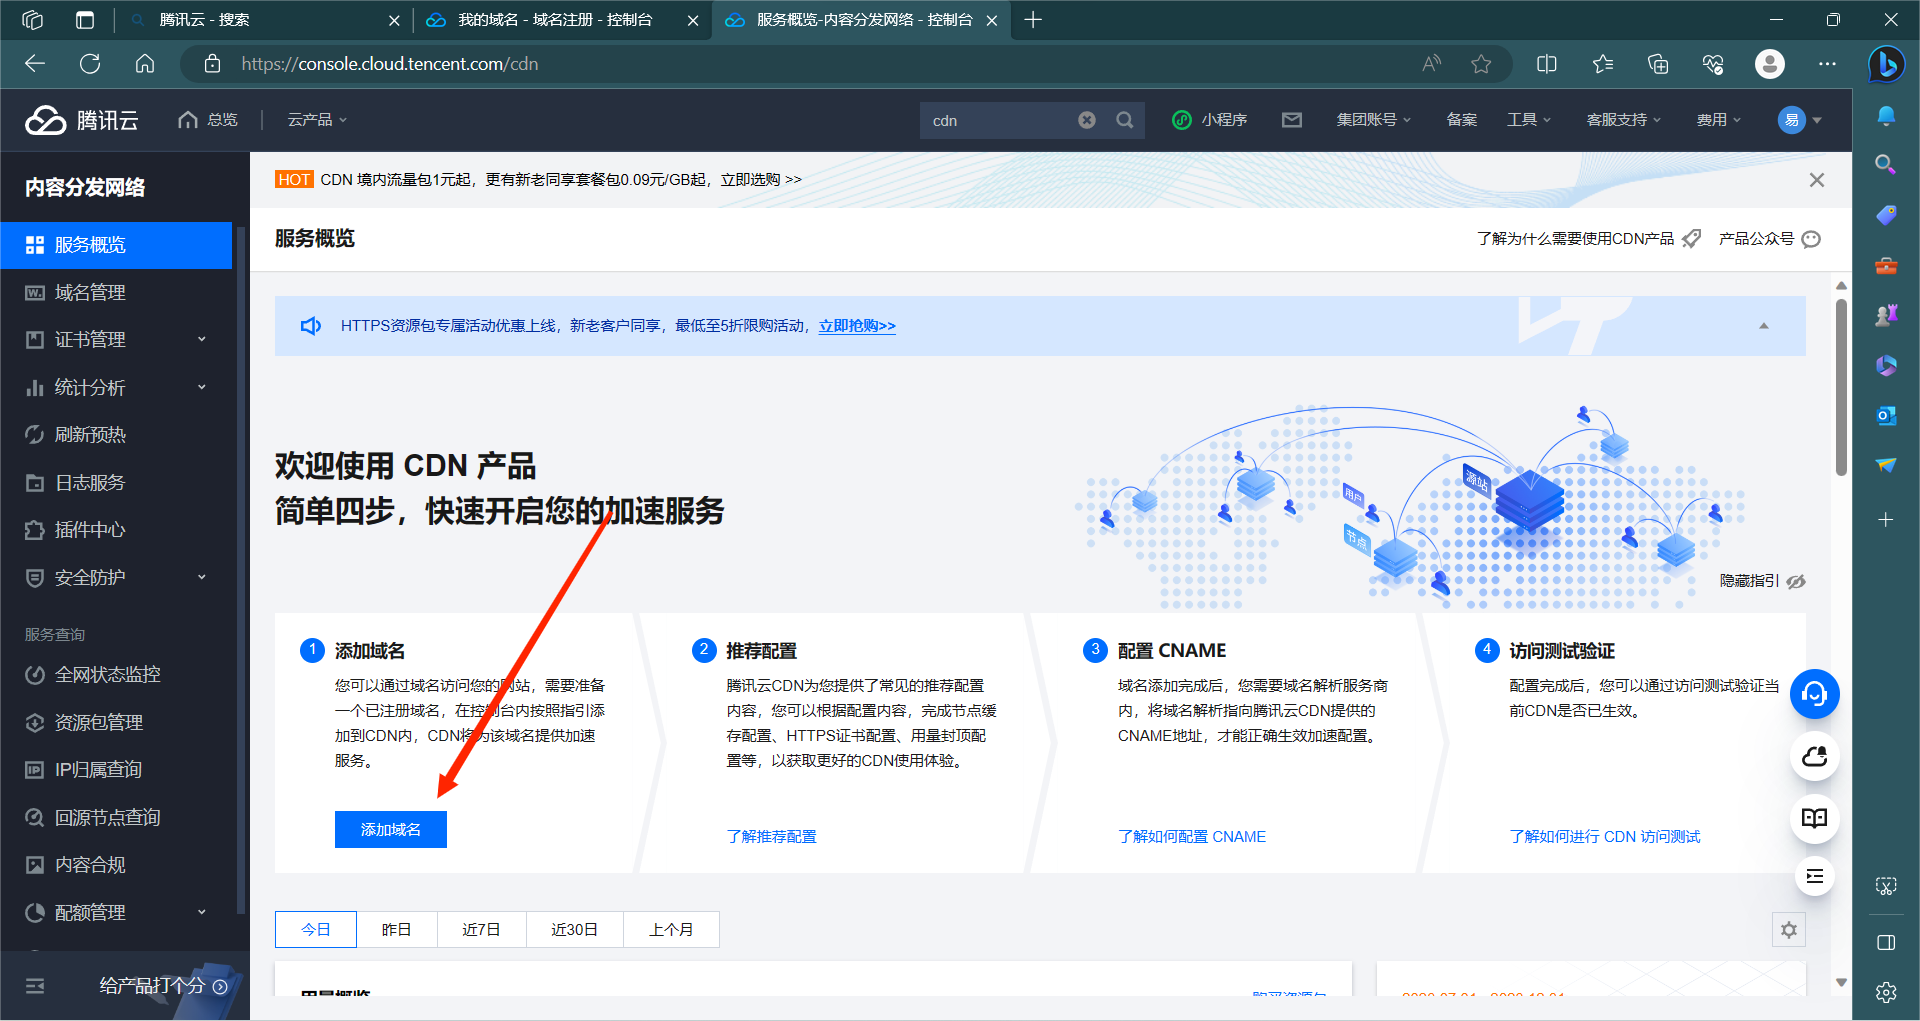 腾讯云 - 搜索
我的域名 - 域名注册 - 控制台
服务概览-内容分发网络 - 控制台
https://console.cloud.tencent.com/cdn
腾讯云
总览
云产品
cdn
小程序
集团账号
备案
工具
客服支持
费用
易
内容分发网络
服务概览
域名管理
证书管理
统计分析
刷新预热
日志服务
插件中心
安全防护
服务查询
全网状态监控
资源包管理
IP归属查询
回源节点查询
内容合规
配额管理
给产品打个分
HOT CDN 境内流量包1元起，更有新老同享套餐包0.09元/GB起，立即选购 >>
服务概览
了解为什么需要使用CDN产品
产品公众号
HTTPS资源包专属活动优惠上线，新老客户同享，最低至5折限购活动，立即抢购>>
欢迎使用 CDN 产品
简单四步，快速开启您的加速服务
用户
节点
源站
隐藏指引
1 添加域名
您可以通过域名访问您的网站，需要准备
一个已注册域名，在控制台内按照指引添
加到CDN内，CDN将为该域名提供加速
服务。
添加域名
2 推荐配置
腾讯云CDN为您提供了常见的推荐配置
内容，您可以根据配置内容，完成节点缓
存配置、HTTPS证书配置、用量封顶配
置等，以获取更好的CDN使用体验。
了解推荐配置
3 配置 CNAME
域名添加完成后，您需要域名解析服务商
内，将域名解析指向腾讯云CDN提供的
CNAME地址，才能正确生效加速配置。
了解如何配置 CNAME
4 访问测试验证
配置完成后，您可以通过访问测试验证当
前CDN是否已生效。
了解如何进行 CDN 访问测试
今日
昨日
近7日
近30日
上个月
用量概览
购买资源包